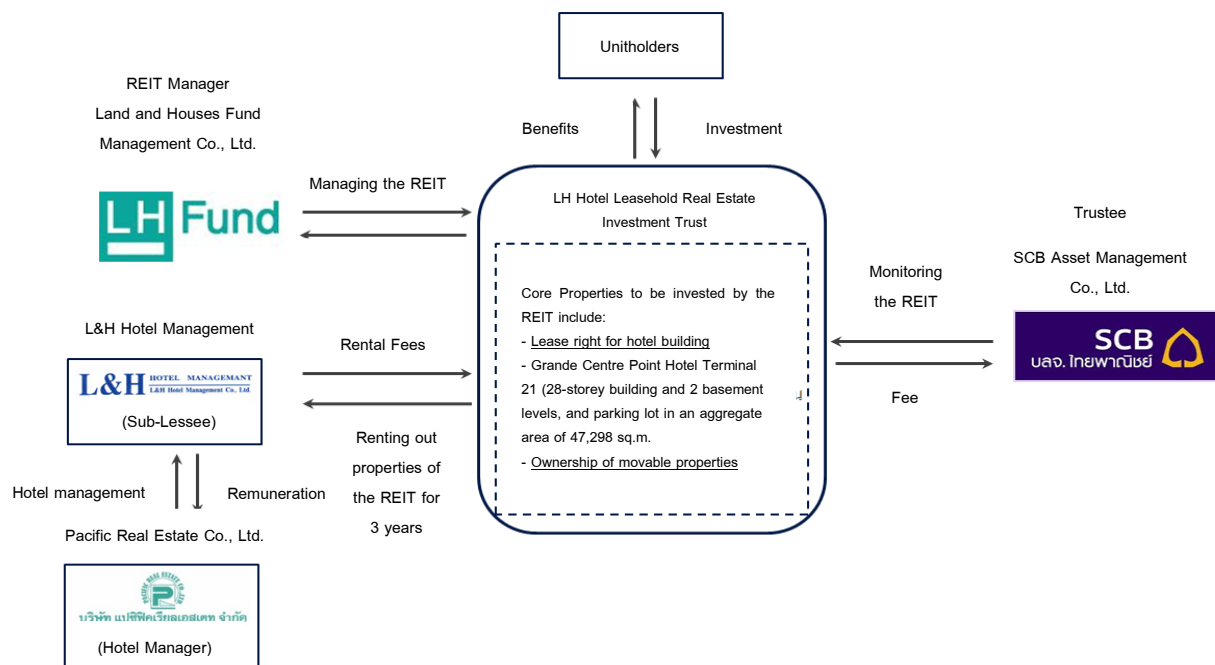 Unitholders
REIT Manager
Land and Houses Fund
Management Co., Ltd.
Benefits
Investment
Managing the REIT
LH Fund
LH Hotel Leasehold Real Estate
Investment Trust
Core Properties to be invested by the
REIT include:
- Lease right for hotel building
- Grande Centre Point Hotel Terminal
21 (28-storey building and 2 basement
levels, and parking lot in an aggregate
area of 47,298 sq.m.
- Ownership of movable properties
Trustee
SCB Asset Management
Co., Ltd.
Monitoring
the REIT
SCB
บลจ. ไทยพาณิชย์
Fee
L&H Hotel Management
L&H HOTEL MANAGEMANT
L&H Hotel Management Co., Ltd.
(Sub-Lessee)
Rental Fees
Renting out
properties of
the REIT for
3 years
Hotel management
Remuneration
Pacific Real Estate Co., Ltd.
PACIFIC REAL ESTATE CO.,LTD
P
บริษัท แปซิฟิคเรียลเอสเตท จำกัด
(Hotel Manager)